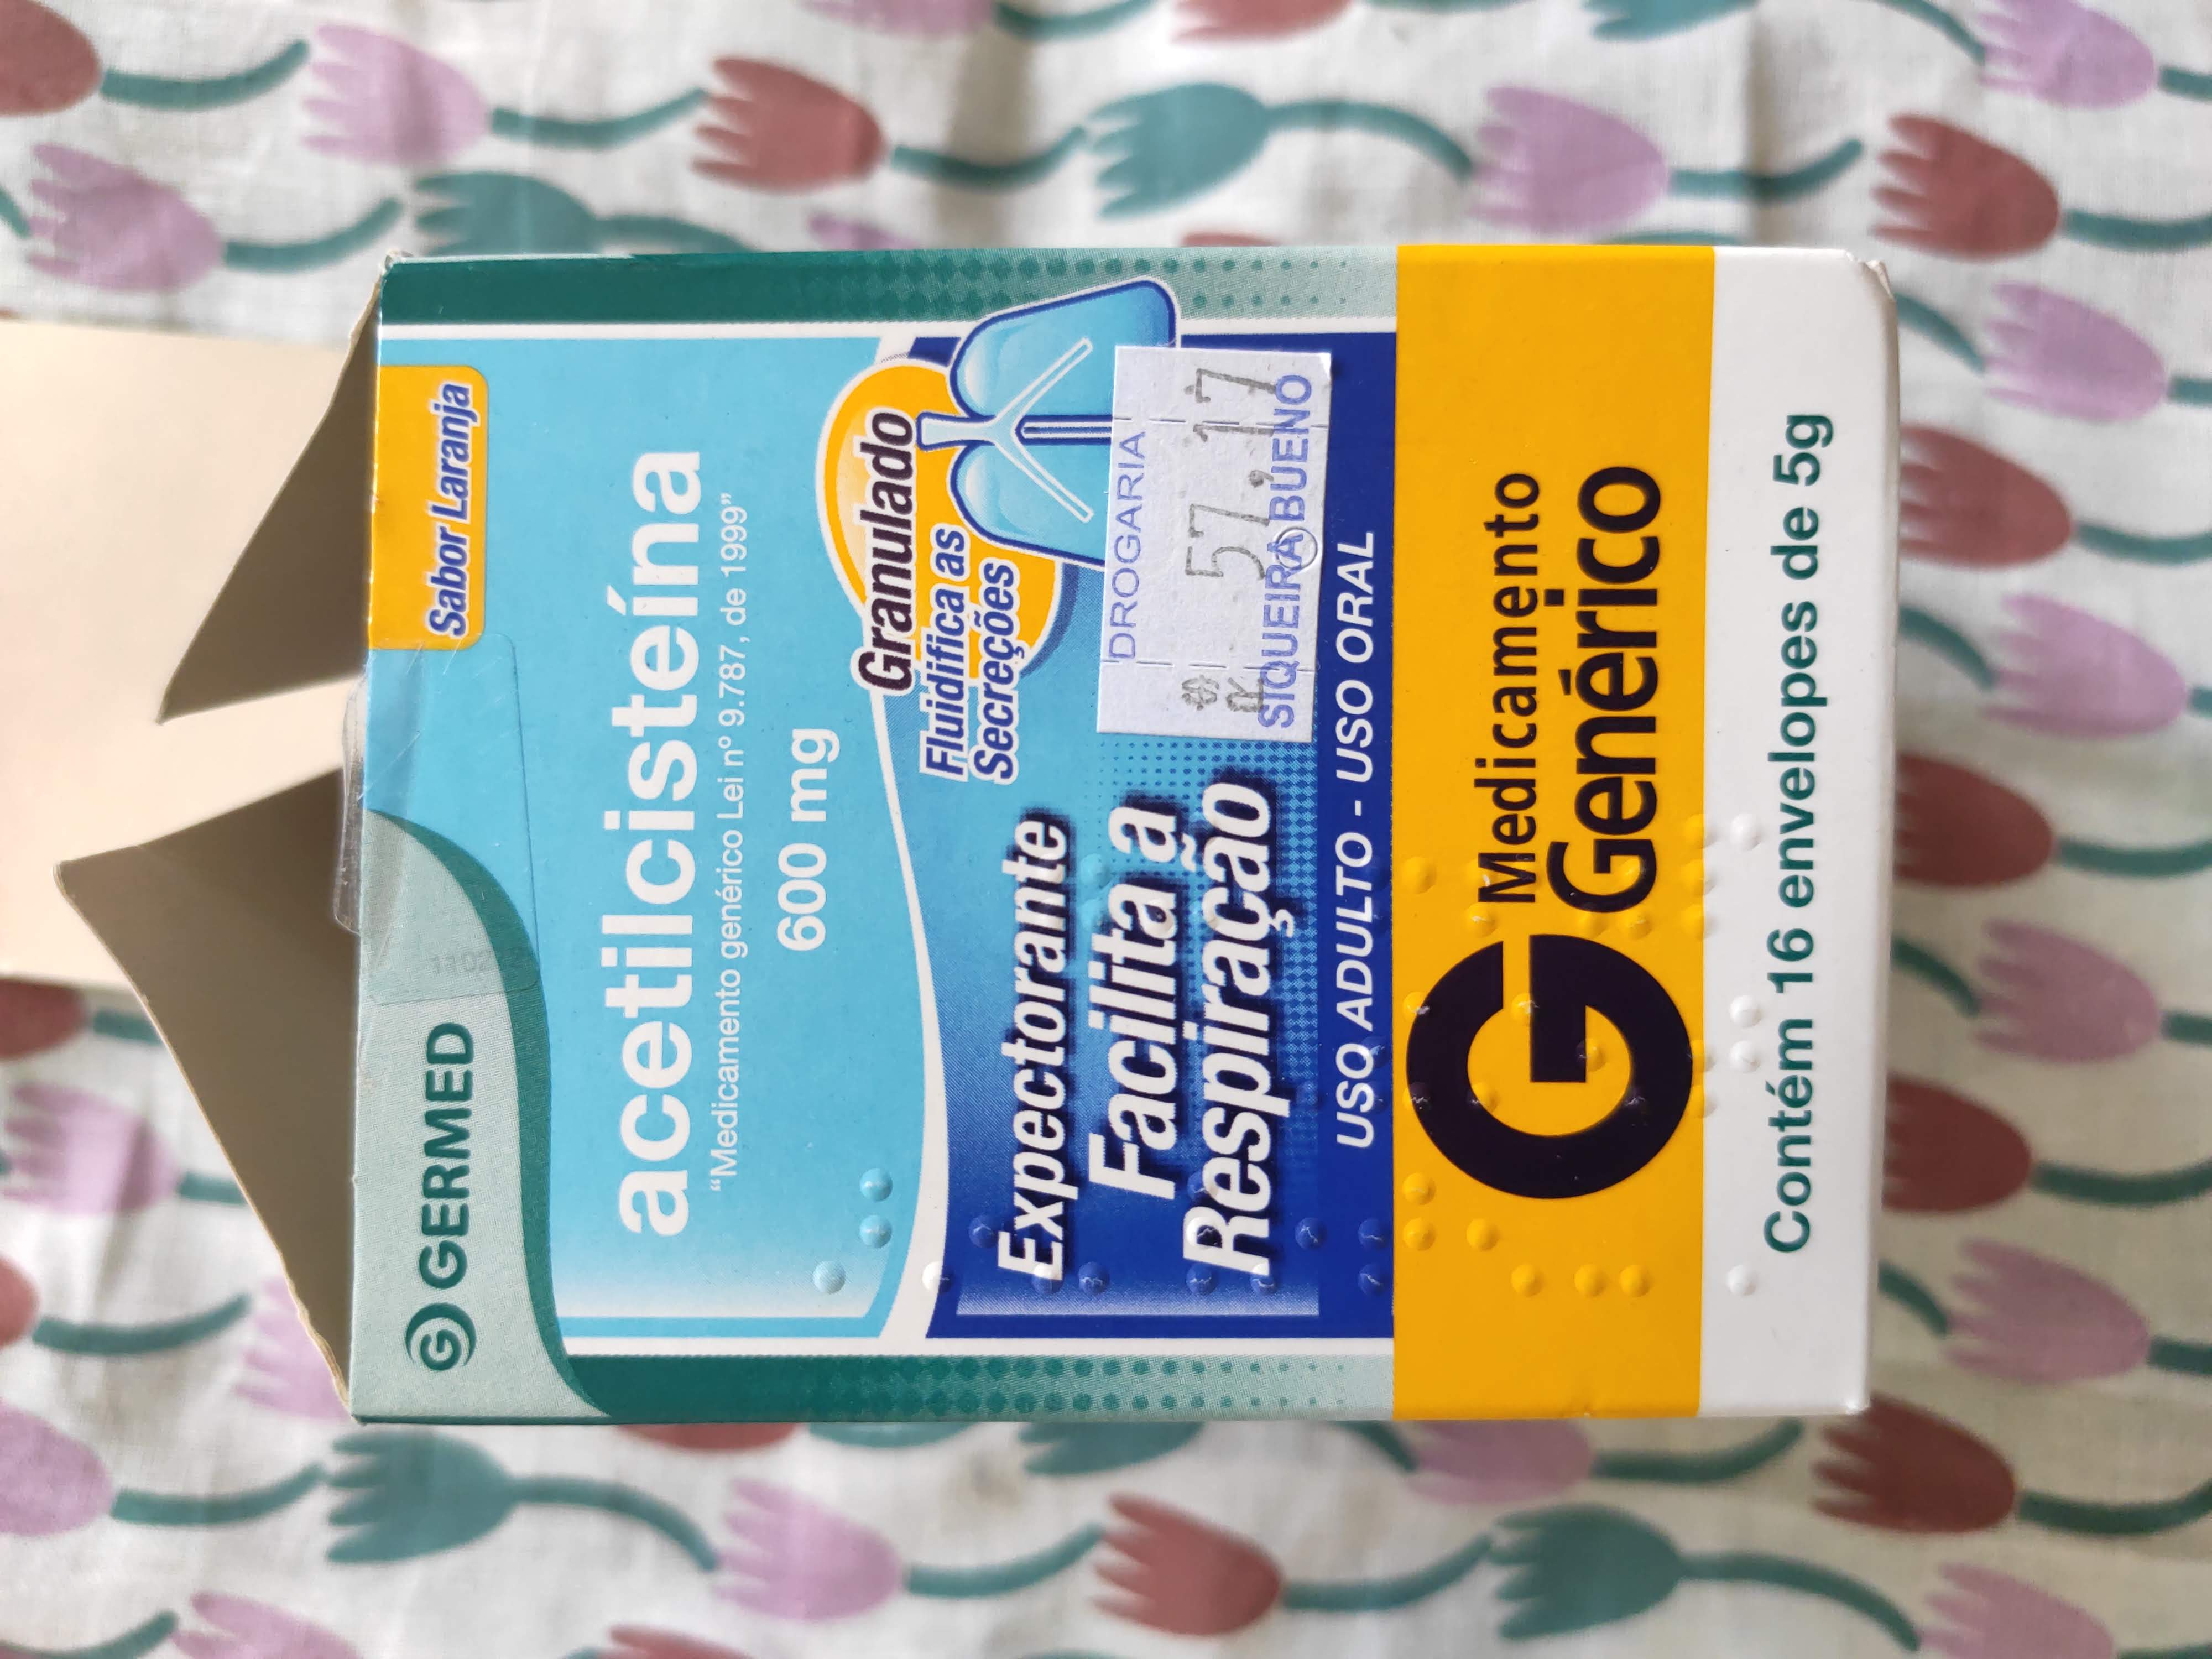 GERMED
Sabor Laranja
acetilcisteína
“Medicamento genérico Lei nº 9.787, de 1999”
600 mg
Granulado
Fluidifica as
Secreções
Expectorante
Facilita a
Respiração
DROGARIA
R$ 57,17
SIQUEIRA BUENO
USO ADULTO - USO ORAL
G Medicamento
Genérico
Contém 16 envelopes de 5g